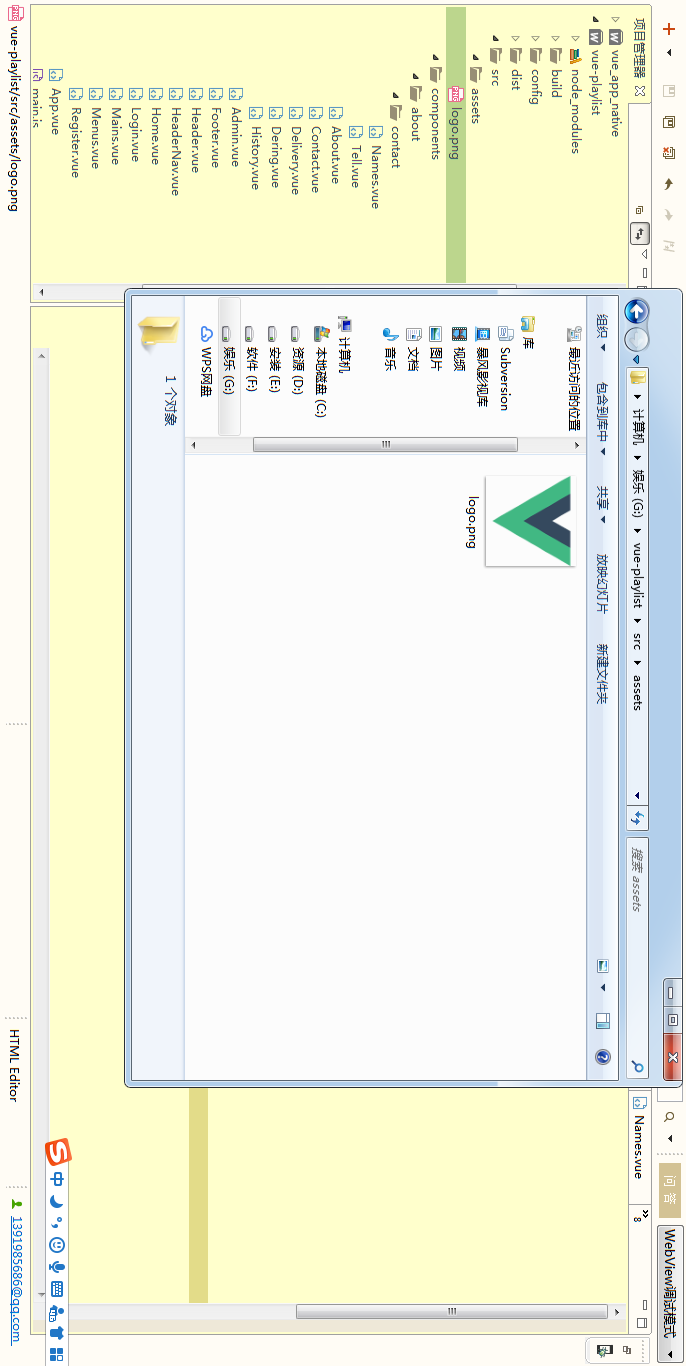 问答
WebView调试模式
项目管理器
Names.vue
8
vue_app_native
vue-playlist
node_modules
build
config
dist
src
assets
logo.png
components
about
contact
Names.vue
Tell.vue
About.vue
Contact.vue
Delivery.vue
Dering.vue
History.vue
Admin.vue
Footer.vue
Header.vue
HeaderNav.vue
Home.vue
Login.vue
Mains.vue
Menus.vue
Register.vue
App.vue
main.js
计算机 娱乐 (G:) vue-playlist src assets
搜索 assets
组织 包含到库中 共享 放映幻灯片 新建文件夹
最近访问的位置
库
Subversion
暴风影视库
视频
图片
文档
音乐
计算机
本地磁盘 (C:)
资源 (D:)
安装 (E:)
软件 (F:)
娱乐 (G:)
WPS网盘
logo.png
1 个对象
中
vue-playlist/src/assets/logo.png
HTML Editor
1391985686@qq.com